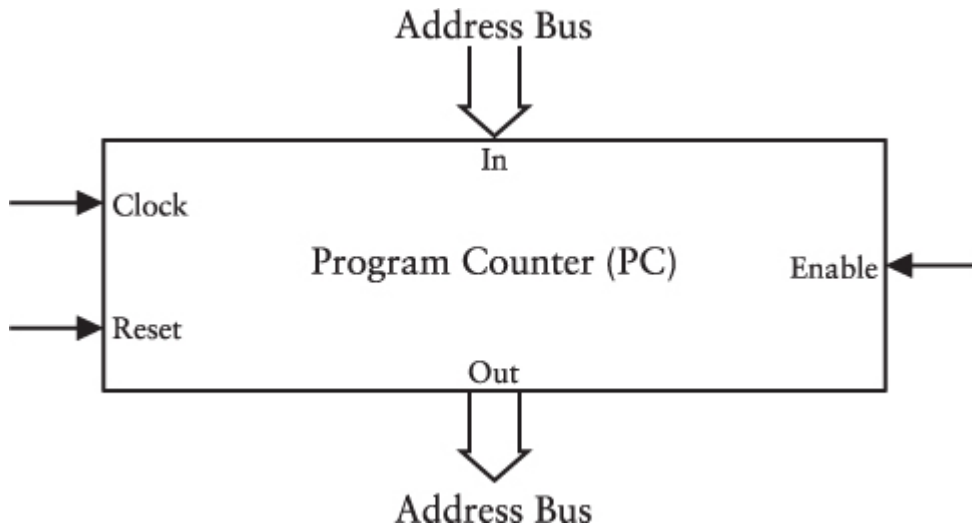 Address Bus
In
Clock
Program Counter (PC)
Enable
Reset
Out
Address Bus